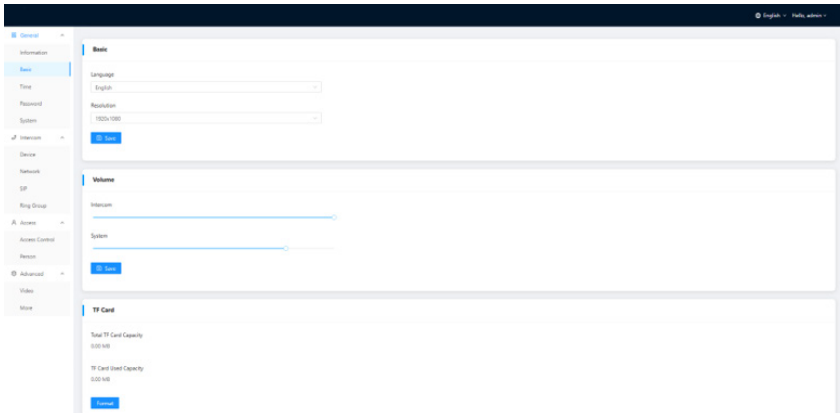 English
Hello, admin
General
Information
Basic
Time
Password
System
Intercom
Device
Network
SIP
Ring Group
Access
Access Control
Person
Advanced
Video
More
Basic
Language
English
Resolution
1920x1080
Save
Volume
Intercom
System
Save
TF Card
Total TF Card Capacity
0.00 MB
TF Card Used Capacity
0.00 MB
Format